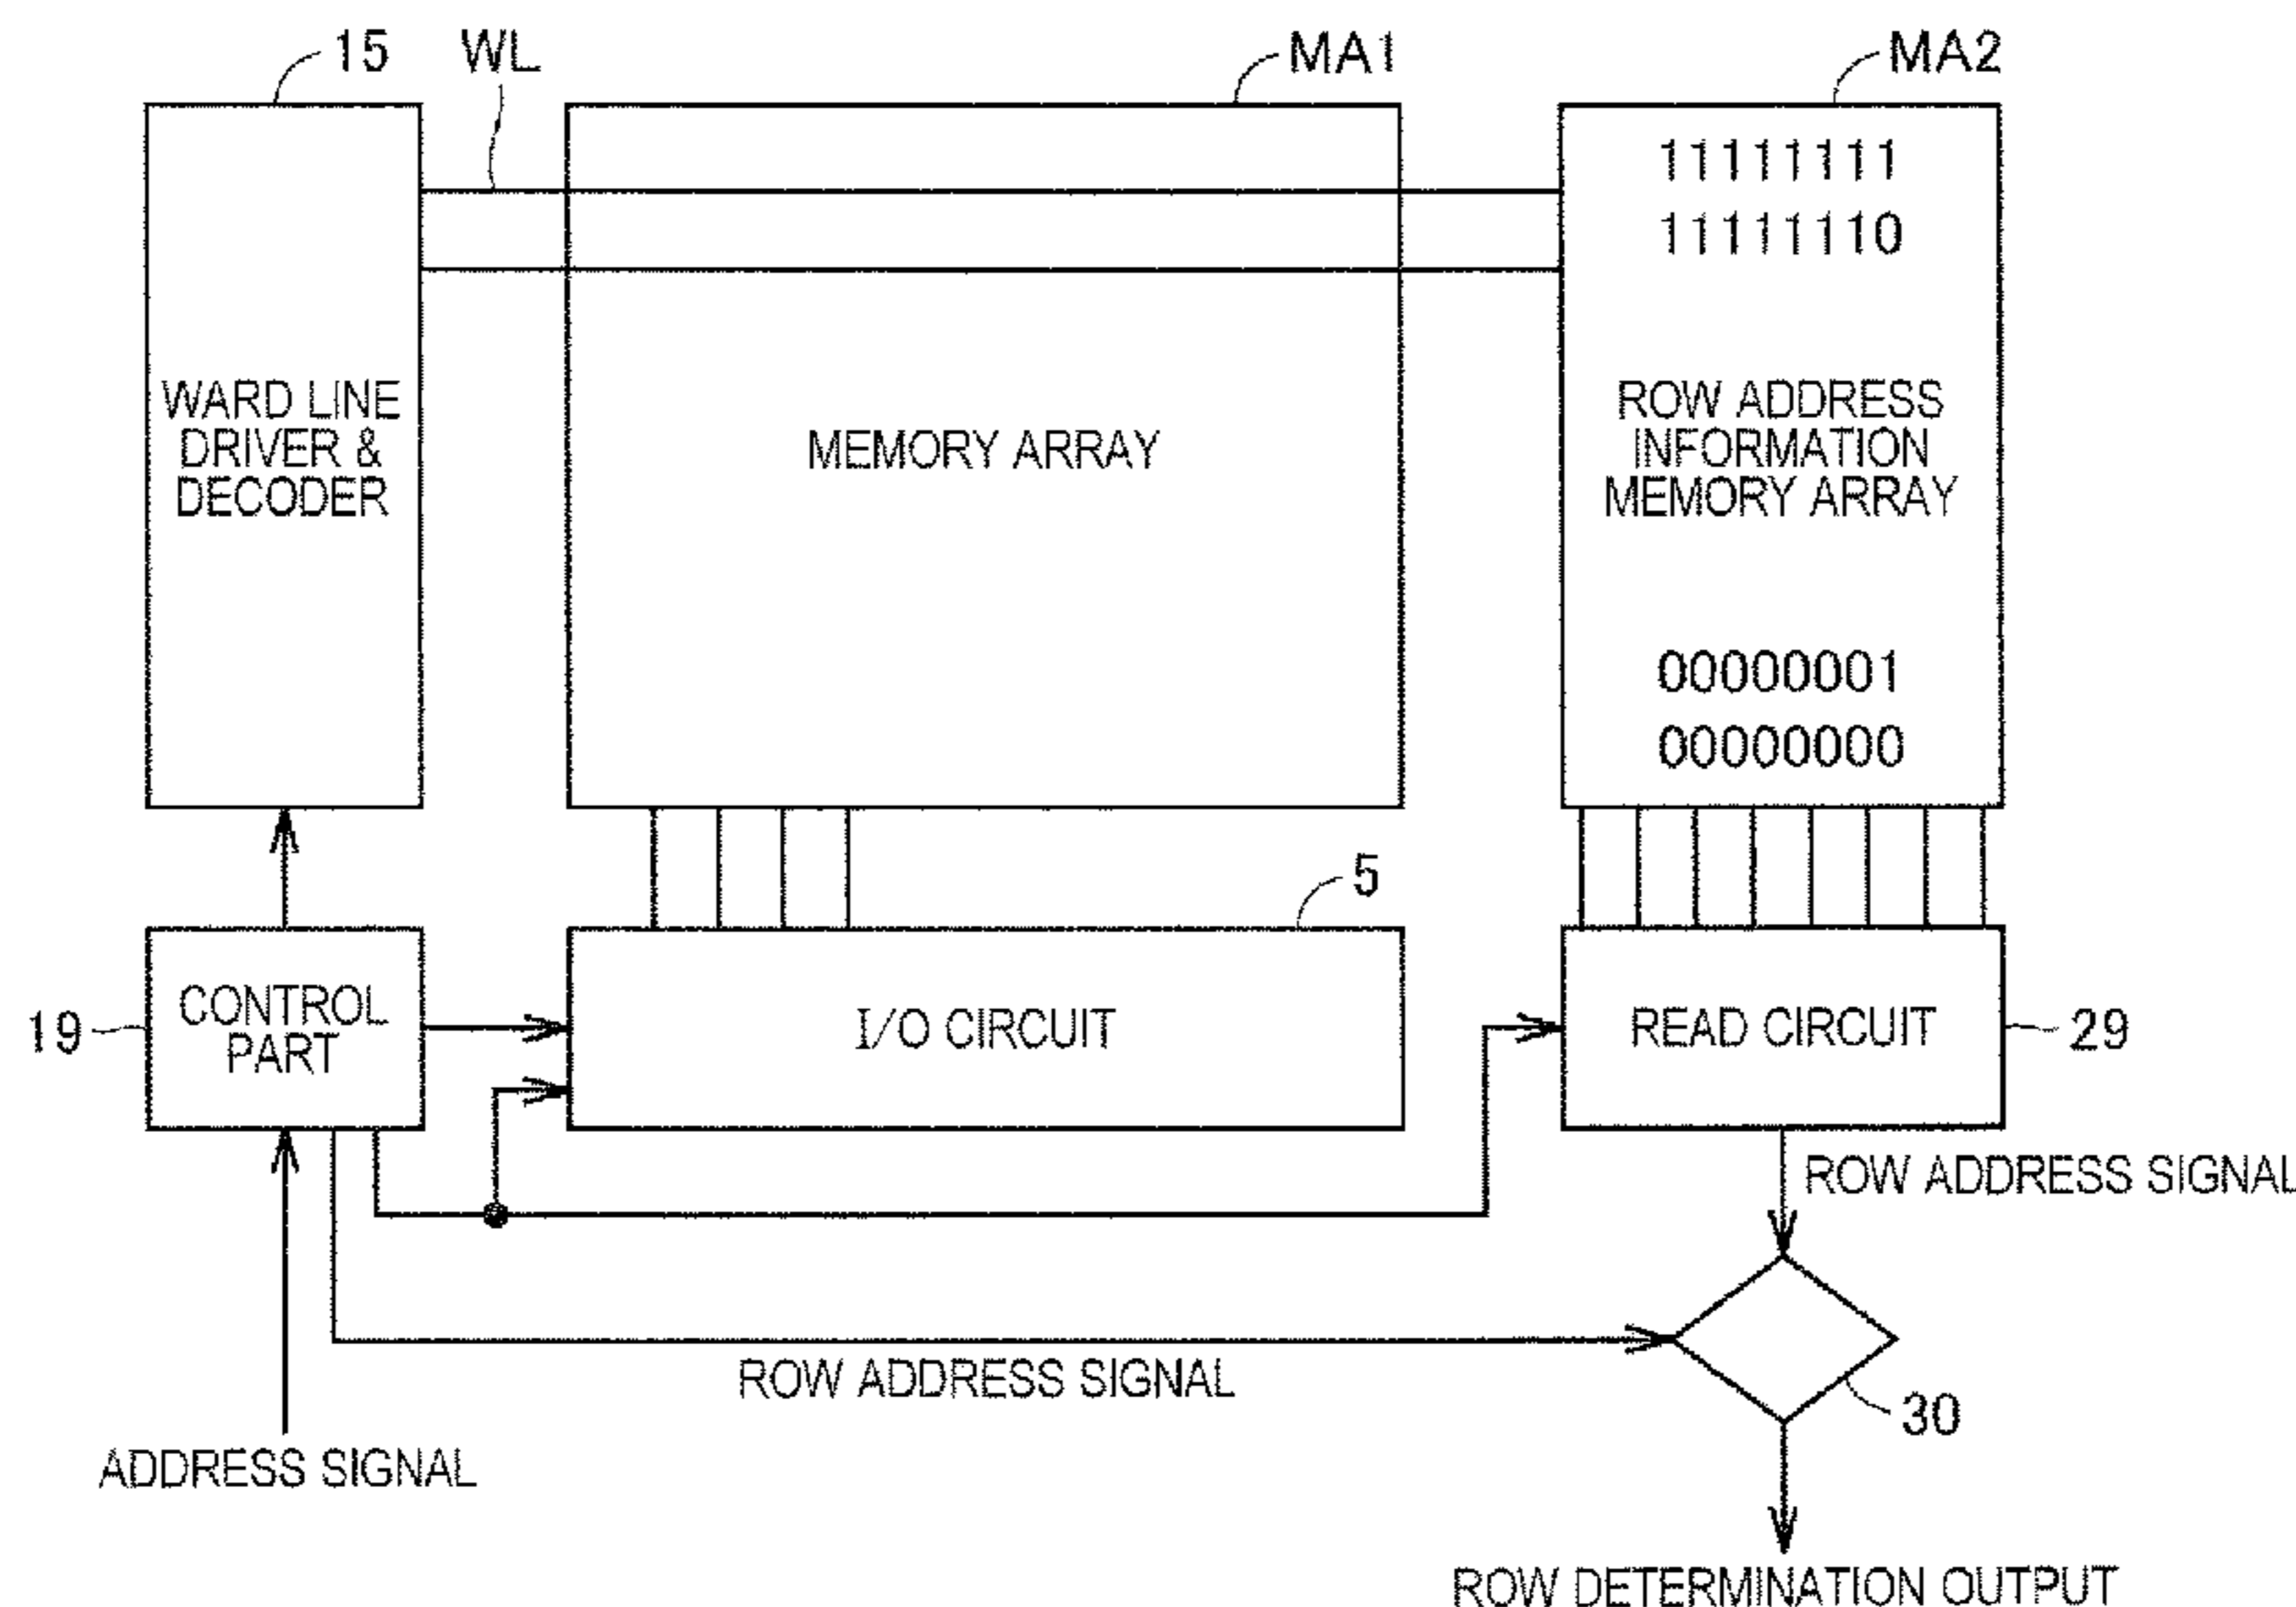 15
WL
MA1
MA2
11111111
11111110
WARD LINE
DRIVER &
DECODER
MEMORY ARRAY
ROW ADDRESS
INFORMATION
MEMORY ARRAY
00000001
00000000
5
19
CONTROL
PART
I/O CIRCUIT
READ CIRCUIT
29
ROW ADDRESS SIGNAL
ROW ADDRESS SIGNAL
30
ADDRESS SIGNAL
ROW DETERMINATION OUTPUT